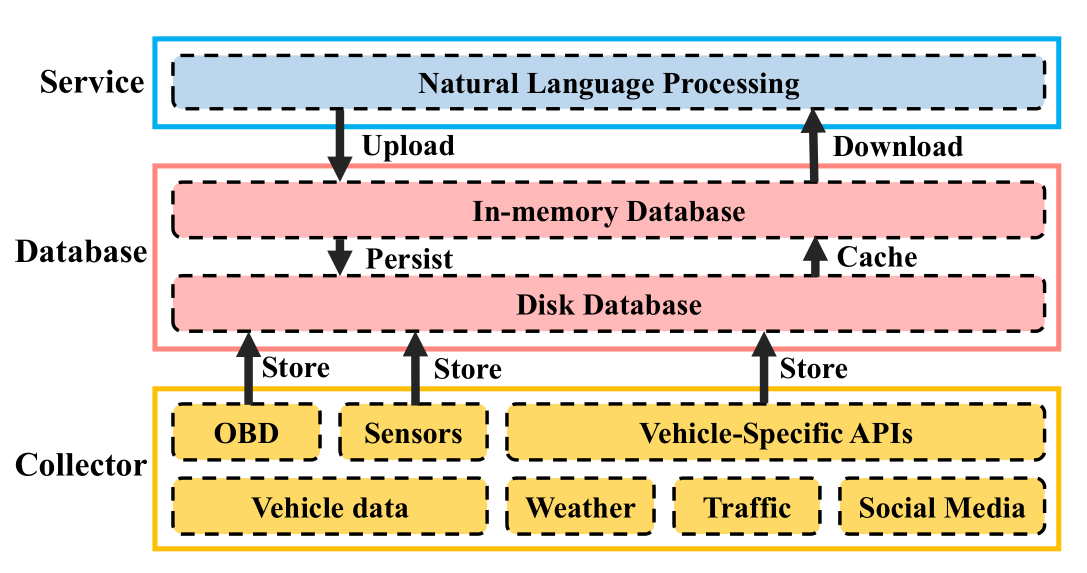 Service
Natural Language Processing
Upload
Download
Database
In-memory Database
Persist
Cache
Disk Database
Store
Store
Store
Collector
OBD
Sensors
Vehicle-Specific APIs
Vehicle data
Weather
Traffic
Social Media